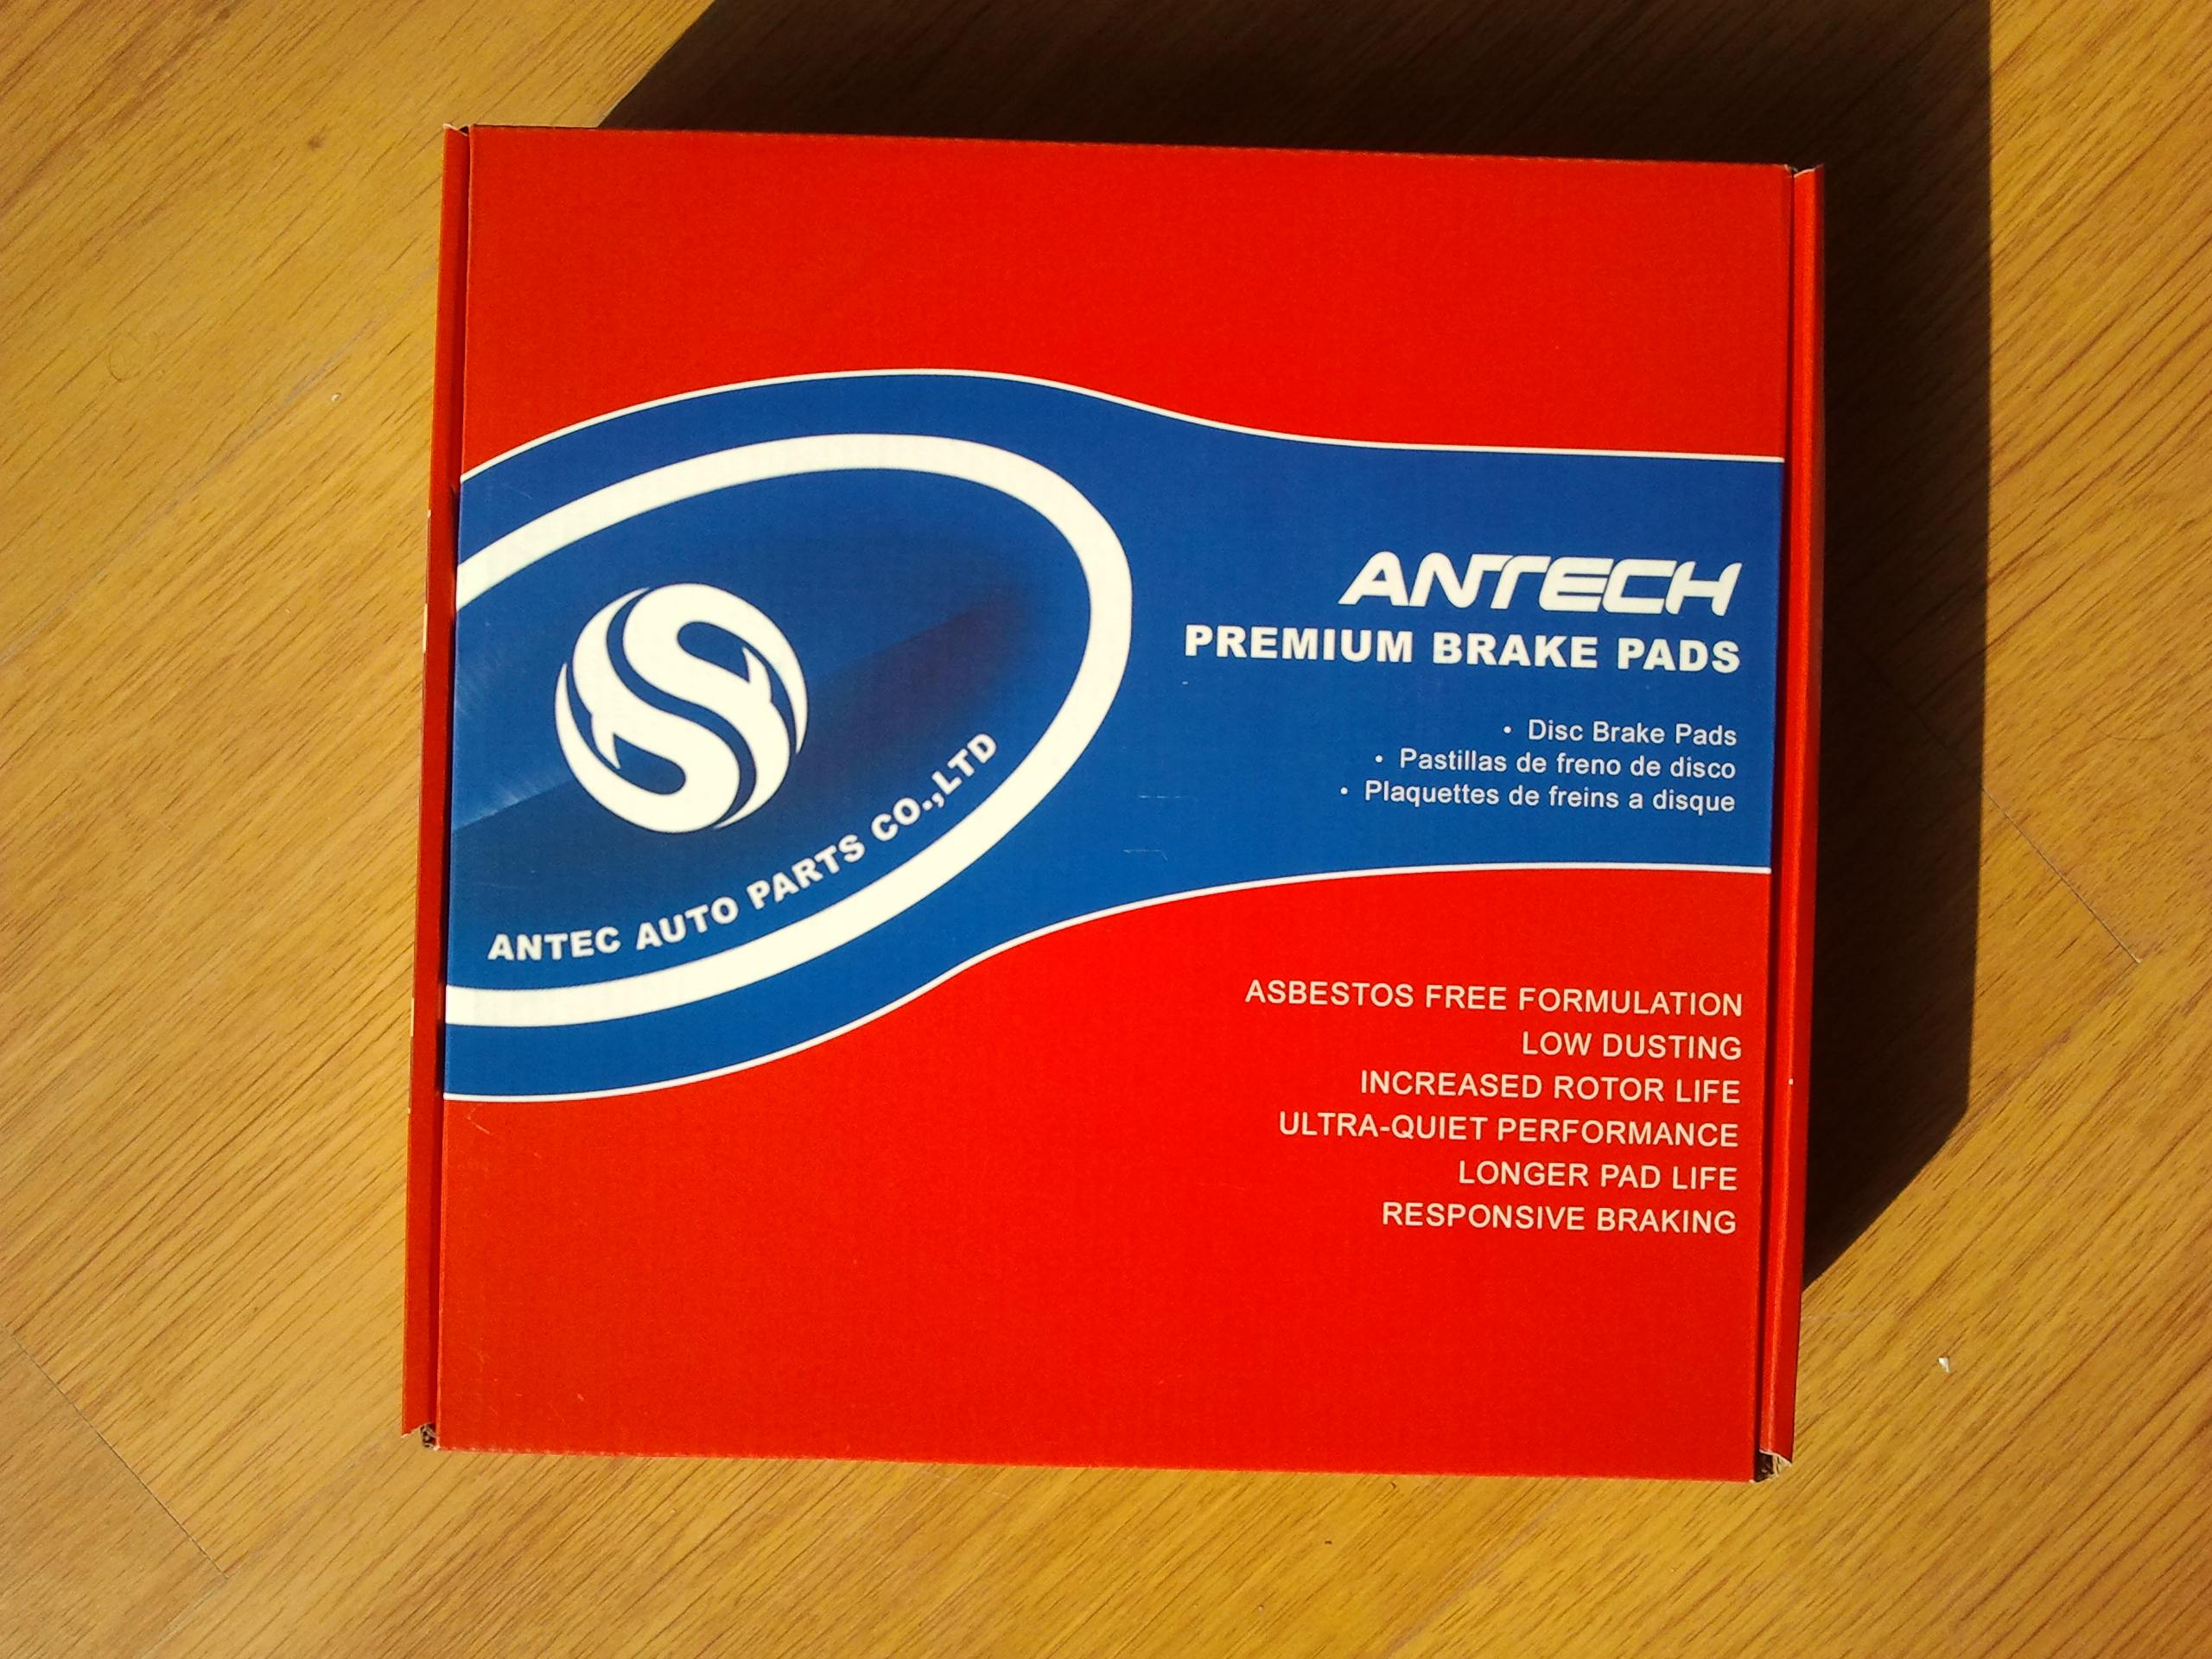 ANTEC AUTO PARTS CO.,LTD
ANTECH
PREMIUM BRAKE PADS
• Disc Brake Pads
• Pastillas de freno de disco
• Plaquettes de freins a disque
ASBESTOS FREE FORMULATION
LOW DUSTING
INCREASED ROTOR LIFE
ULTRA-QUIET PERFORMANCE
LONGER PAD LIFE
RESPONSIVE BRAKING